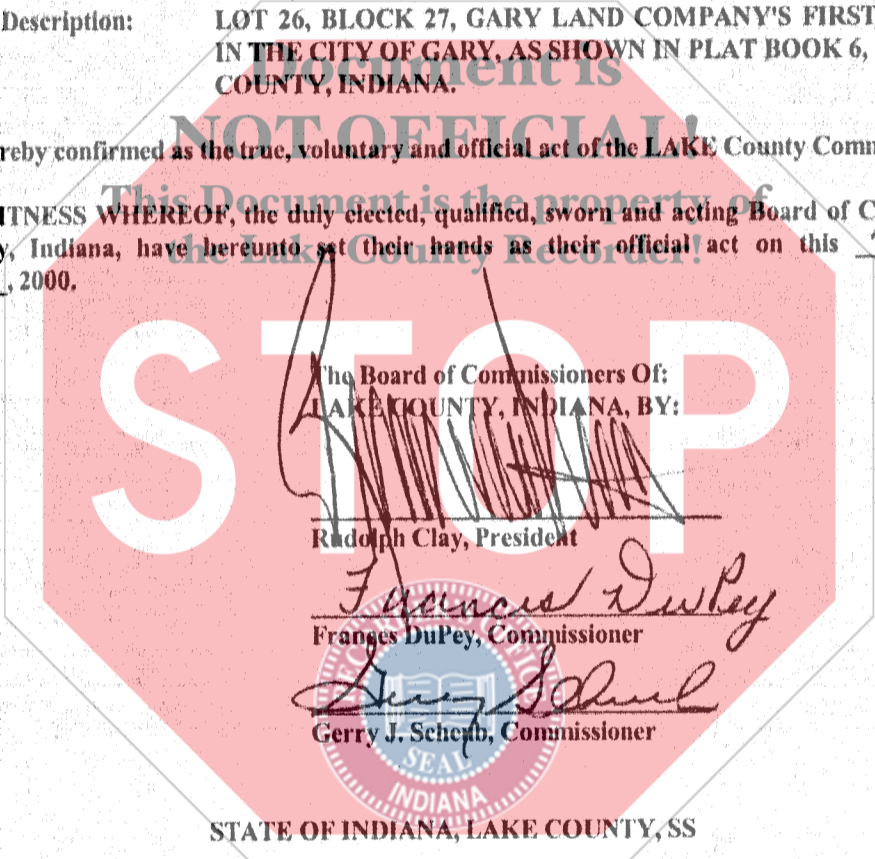 Description: LOT 26, BLOCK 27, GARY LAND COMPANY'S FIRST
IN THE CITY OF GARY, AS SHOWN IN PLAT BOOK 6,
COUNTY, INDIANA.
Document is
NOT OFFICIAL!
reby confirmed as the true, voluntary and official act of the LAKE County Comm
This Document is the property of
the Lake County Recorder!
ITNESS WHEREOF, the duly elected, qualified, sworn and acting Board of C
y, Indiana, have hereunto set their hands as their official act on this
, 2000.
STOP
The Board of Commissioners Of:
LAKE COUNTY, INDIANA, BY:
Rudolph Clay, President
Frances DuPey
Frances DuPey, Commissioner
Gerry Scheub
Gerry J. Scheub, Commissioner
SEAL
INDIANA
STATE OF INDIANA, LAKE COUNTY, SS